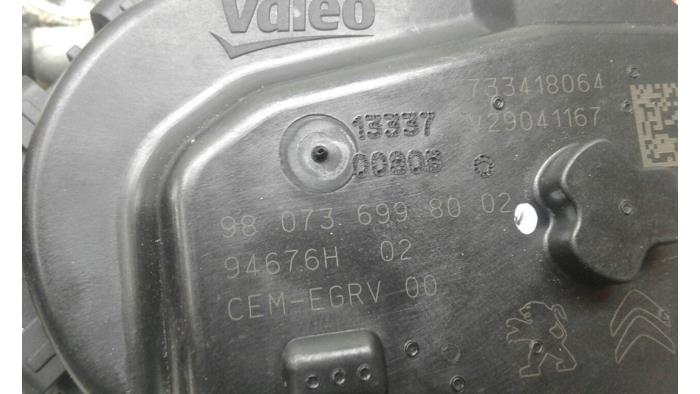 Valeo
733418064
V29041167
13337
00808
98 073 699 80 02
94676H 02
CEM-EGRV 00